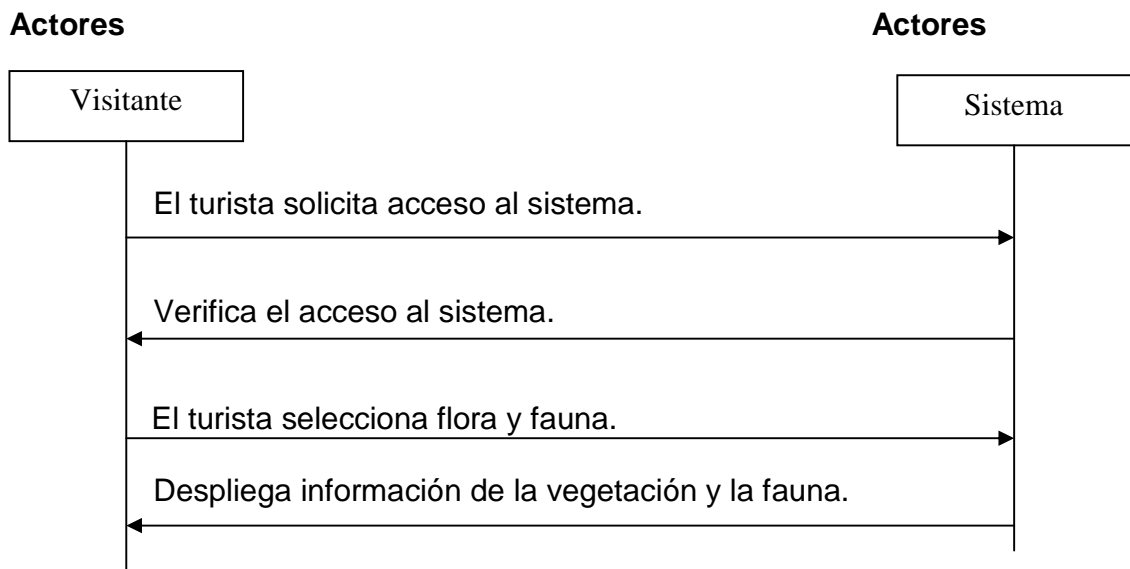 Actores
Actores
Visitante
Sistema
El turista solicita acceso al sistema.
Verifica el acceso al sistema.
El turista selecciona flora y fauna.
Despliega información de la vegetación y la fauna.